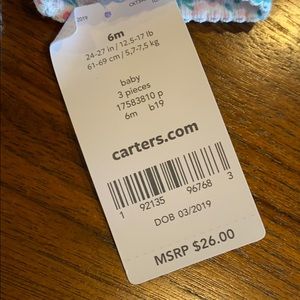 2019
6m
24-27 in / 12.5-17 lb
61-69 cm / 5,7-7,5 kg
baby
3 pieces
17583810 p
6m b19
carters.com
1 92135 96768 3
DOB 03/2019
MSRP $26.00